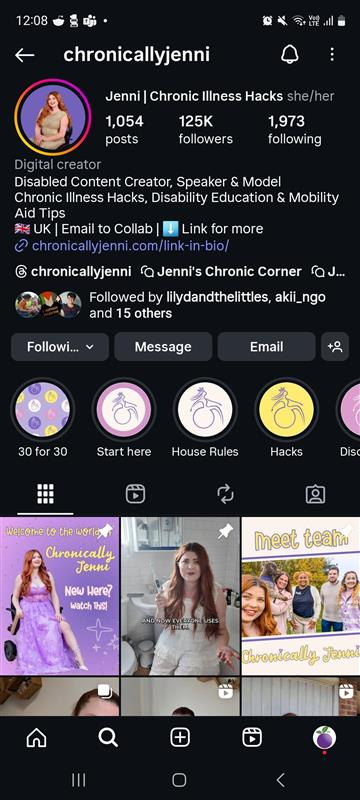 12:08
Vo))
LTE
chronicallyjenni
Jenni | Chronic Illness Hacks she/her
1,054 125K 1,973
posts followers following
Digital creator
Disabled Content Creator, Speaker & Model
Chronic Illness Hacks, Disability Education & Mobility
Aid Tips
UK | Email to Collab | Link for more
chronicallyjenni.com/link-in-bio/
chronicallyjenni Jenni's Chronic Corner J...
Followed by lilydandthelittles, akii_ngo
and 15 others
Followi... Message Email
30 for 30 Start here House Rules Hacks Disc
Welcome to the world
Chronically
Jenni
New Here?
Watch This!
AND NOW EVERYONE USES
THEM
Meet team
Chronically Jenni